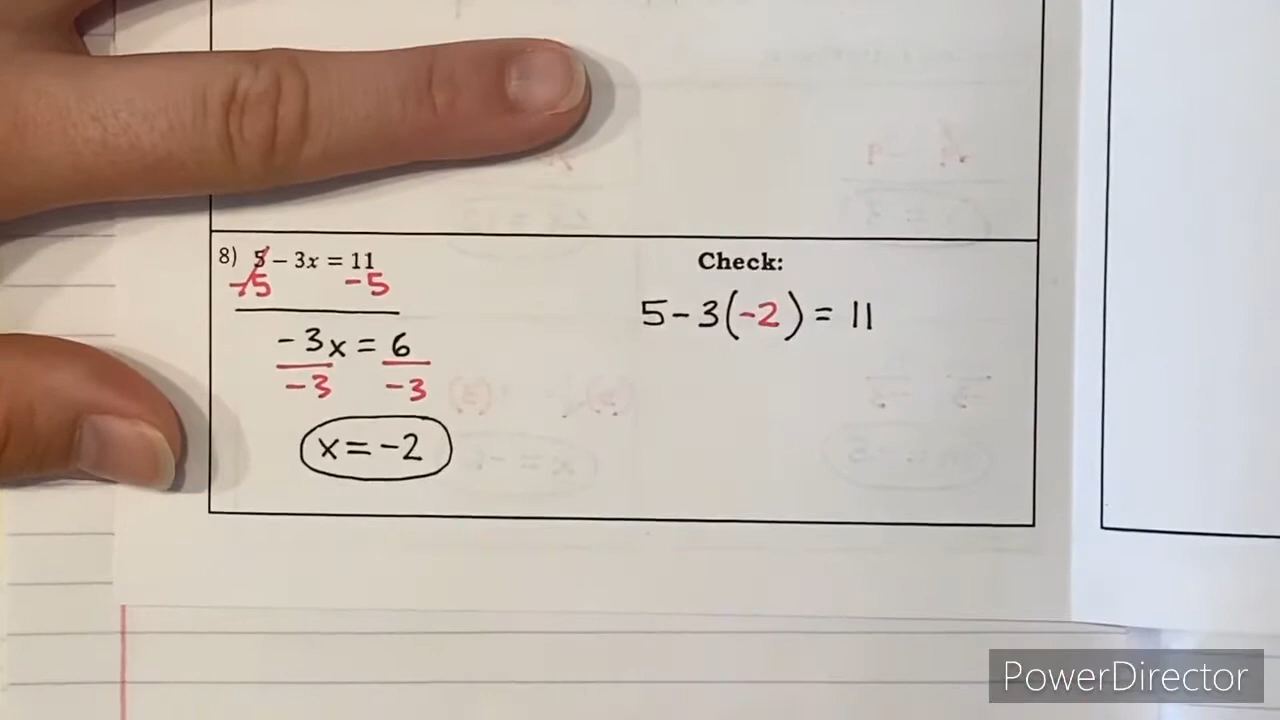 8) 5 – 3x = 11
-5 -5
-3x = 6
-3 -3
x = -2
Check:
5-3(-2) = 11
PowerDirector